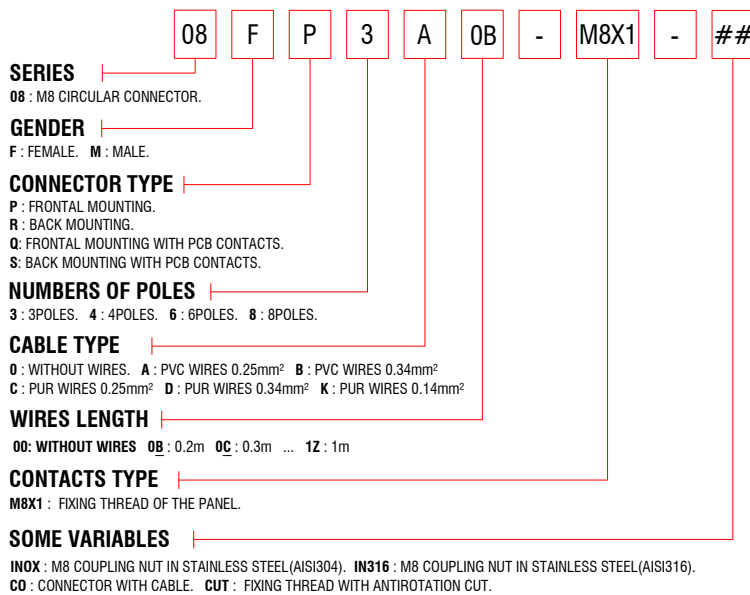 08 F P 3 A 0B - M8X1 - ##
SERIES
08 : M8 CIRCULAR CONNECTOR.
GENDER
F : FEMALE. M : MALE.
CONNECTOR TYPE
P : FRONTAL MOUNTING.
R : BACK MOUNTING.
Q: FRONTAL MOUNTING WITH PCB CONTACTS.
S: BACK MOUNTING WITH PCB CONTACTS.
NUMBERS OF POLES
3 : 3POLES. 4 : 4POLES. 6 : 6POLES. 8 : 8POLES.
CABLE TYPE
0 : WITHOUT WIRES. A : PVC WIRES 0.25mm² B : PVC WIRES 0.34mm²
C : PUR WIRES 0.25mm² D : PUR WIRES 0.34mm² K : PUR WIRES 0.14mm²
WIRES LENGTH
00: WITHOUT WIRES 0B : 0.2m 0C : 0.3m ... 1Z : 1m
CONTACTS TYPE
M8X1 : FIXING THREAD OF THE PANEL.
SOME VARIABLES
INOX : M8 COUPLING NUT IN STAINLESS STEEL(AISI304). IN316 : M8 COUPLING NUT IN STAINLESS STEEL(AISI316).
CO : CONNECTOR WITH CABLE. CUT : FIXING THREAD WITH ANTIROTATION CUT.